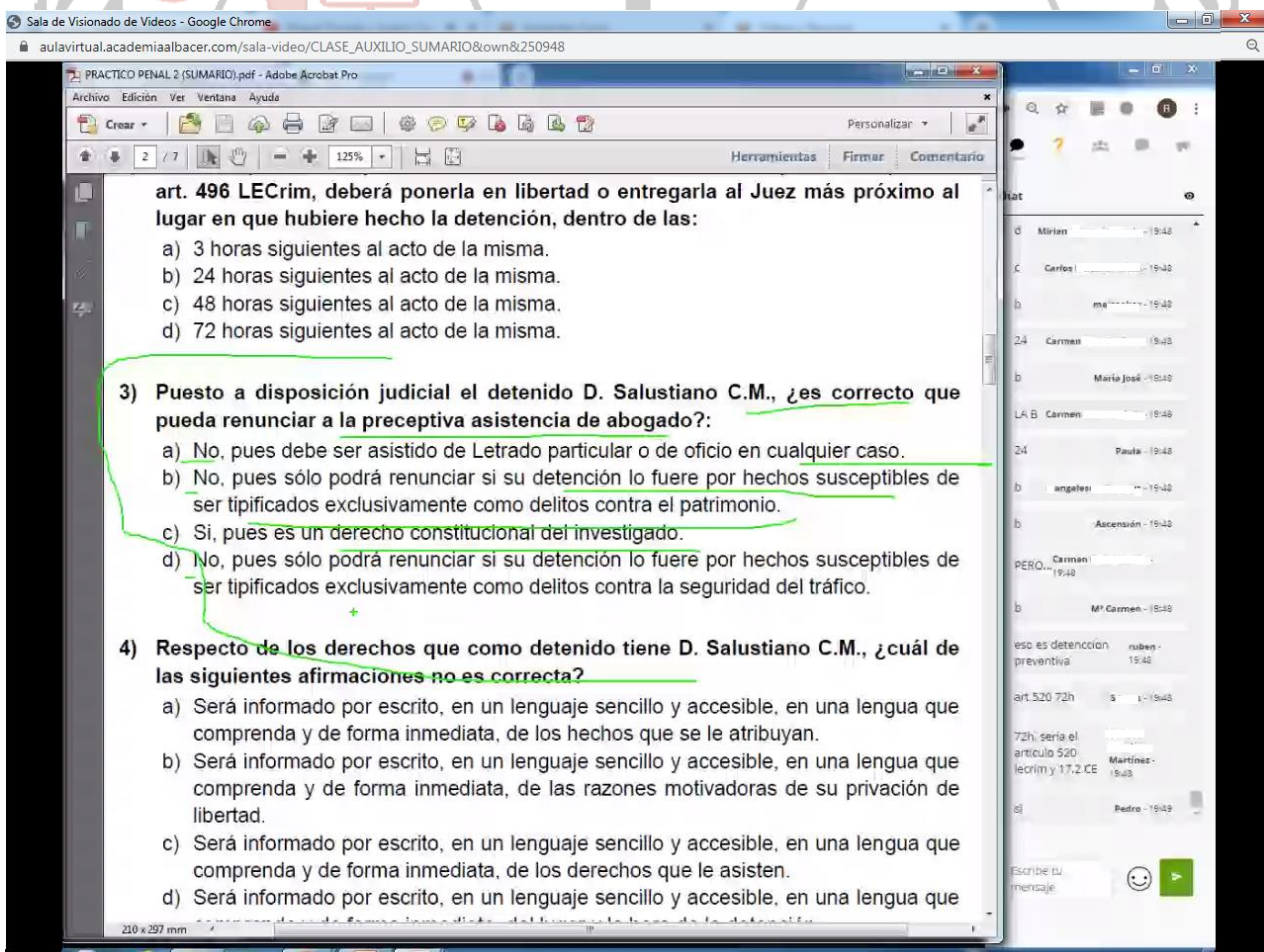 Sala de Visionado de Videos - Google Chrome
aulavirtual.academiaalbacer.com/sala-video/CLASE_AUXILIO_SUMARIO&own&250948
PRACTICO PENAL 2 (SUMARIO).pdf - Adobe Acrobat Pro
Archivo Edición Ver Ventana Ayuda
Crear
Personalizar
2 / 7
125%
Herramientas Firmar Comentario
art. 496 LECrim, deberá ponerla en libertad o entregarla al Juez más próximo al
lugar en que hubiere hecho la detención, dentro de las:
a) 3 horas siguientes al acto de la misma.
b) 24 horas siguientes al acto de la misma.
c) 48 horas siguientes al acto de la misma.
d) 72 horas siguientes al acto de la misma.
3) Puesto a disposición judicial el detenido D. Salustiano C.M., ¿es correcto que
pueda renunciar a la preceptiva asistencia de abogado?:
a) No, pues debe ser asistido de Letrado particular o de oficio en cualquier caso.
b) No, pues sólo podrá renunciar si su detención lo fuere por hechos susceptibles de
ser tipificados exclusivamente como delitos contra el patrimonio.
c) Si, pues es un derecho constitucional del investigado.
d) No, pues sólo podrá renunciar si su detención lo fuere por hechos susceptibles de
ser tipificados exclusivamente como delitos contra la seguridad del tráfico.
4) Respecto de los derechos que como detenido tiene D. Salustiano C.M., ¿cuál de
las siguientes afirmaciones no es correcta?
a) Será informado por escrito, en un lenguaje sencillo y accesible, en una lengua que
comprenda y de forma inmediata, de los hechos que se le atribuyan.
b) Será informado por escrito, en un lenguaje sencillo y accesible, en una lengua que
comprenda y de forma inmediata, de las razones motivadoras de su privación de
libertad.
c) Será informado por escrito, en un lenguaje sencillo y accesible, en una lengua que
comprenda y de forma inmediata, de los derechos que le asisten.
d) Será informado por escrito, en un lenguaje sencillo y accesible, en una lengua que
210 x 297 mm
hat
d Mirian - 19:48
c Carlos - 19:48
b - 19:48
24 Carmen 19:48
b Maria José - 19:48
LA B Carmen - 19:48
24 Paula - 19:48
b angeles - 19:48
b Ascensión - 19:48
PERO... Carmen
19:48
b Mª Carmen - 19:48
eso es detenccion ruben -
preventiva 19:48
art.520 72h s - 19:48
72h. seria el
articulo 520 Martínez -
lecrim y 17.2 CE 19:48
si Pedro - 19:49
Escribe tu
mensaje